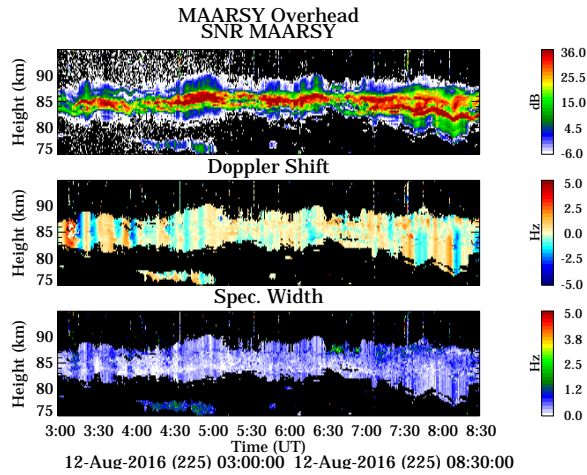 MAARSY Overhead
SNR MAARSY
Height (km)
90
85
80
75
36.0
25.5
15.0
4.5
-6.0
dB
Doppler Shift
Height (km)
90
85
80
75
5.0
2.5
0.0
-2.5
-5.0
Hz
Spec. Width
Height (km)
90
85
80
75
5.0
3.8
2.5
1.2
0.0
Hz
3:00 3:30 4:00 4:30 5:00 5:30 6:00 6:30 7:00 7:30 8:00 8:30
Time (UT)
12-Aug-2016 (225) 03:00:00 12-Aug-2016 (225) 08:30:00